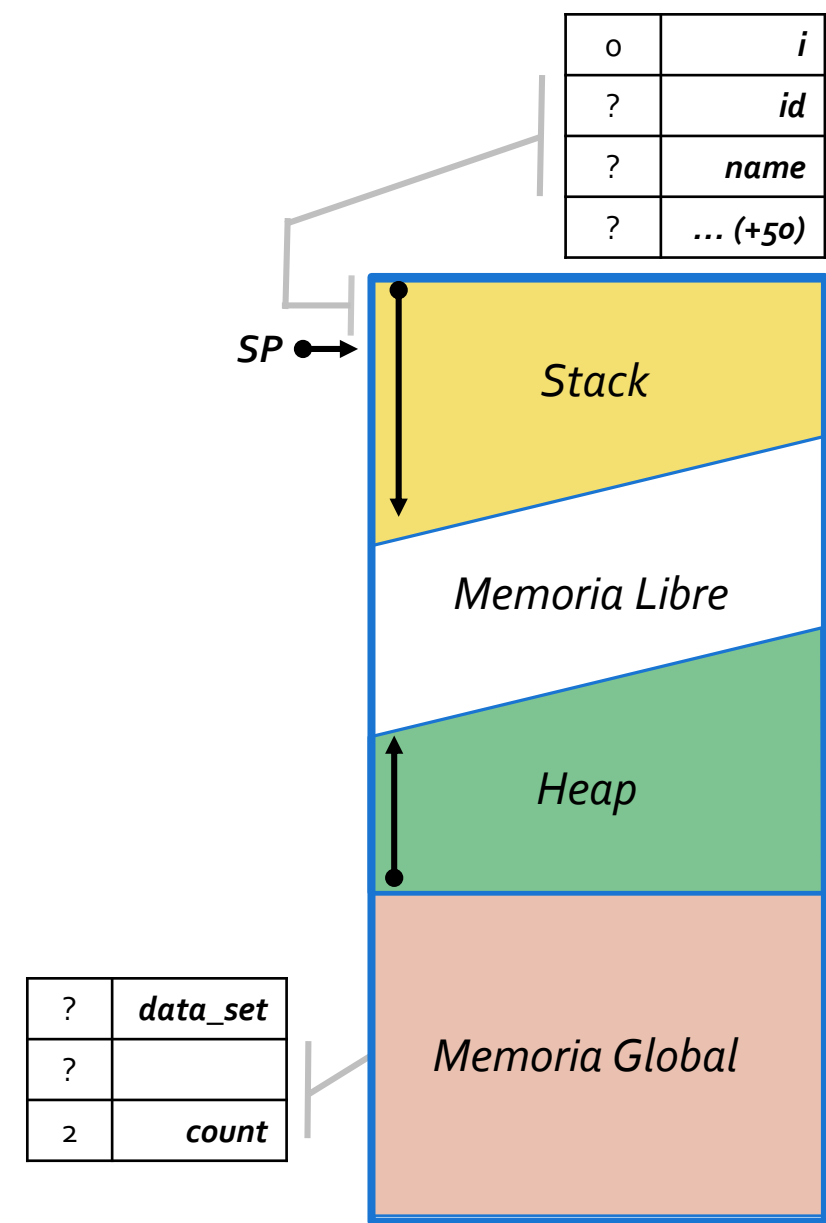 0 i
? id
? name
? ... (+50)
SP
Stack
Memoria Libre
Heap
? data_set
?
2 count
Memoria Global